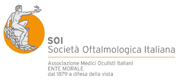 SOI
Società Oftalmologica Italiana
Associazione Medici Oculisti Italiani
ENTE MORALE
dal 1879 a difesa della vista